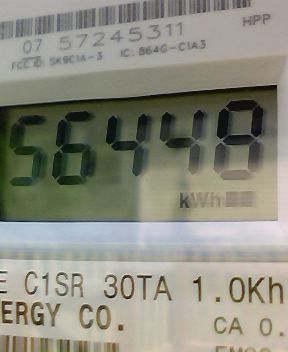 07 57245311 HPP
FCC ID: SK9C1A-3 IC: 864G-C1A3
56448
kWh
E C1SR 30TA 1.0Kh
ERGY CO.
CA 0.